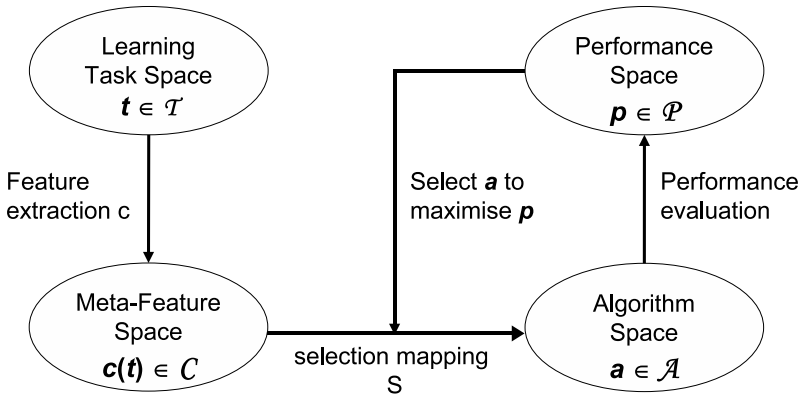 Learning
Task Space
t ∈ 𝒯
Performance
Space
p ∈ 𝒫
Feature
extraction c
Select a to
maximise p
Performance
evaluation
Meta-Feature
Space
c(t) ∈ 𝒞
selection mapping
S
Algorithm
Space
a ∈ 𝒜